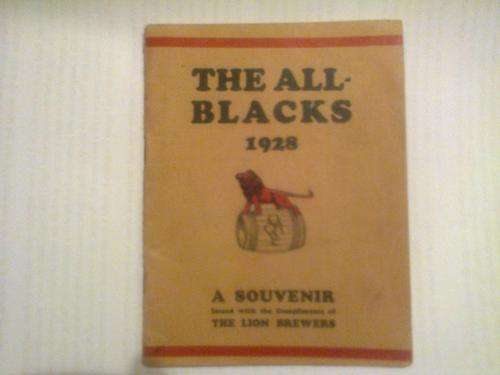 THE ALL-
BLACKS
1928
A SOUVENIR
Issued with the Compliments of
THE LION BREWERS